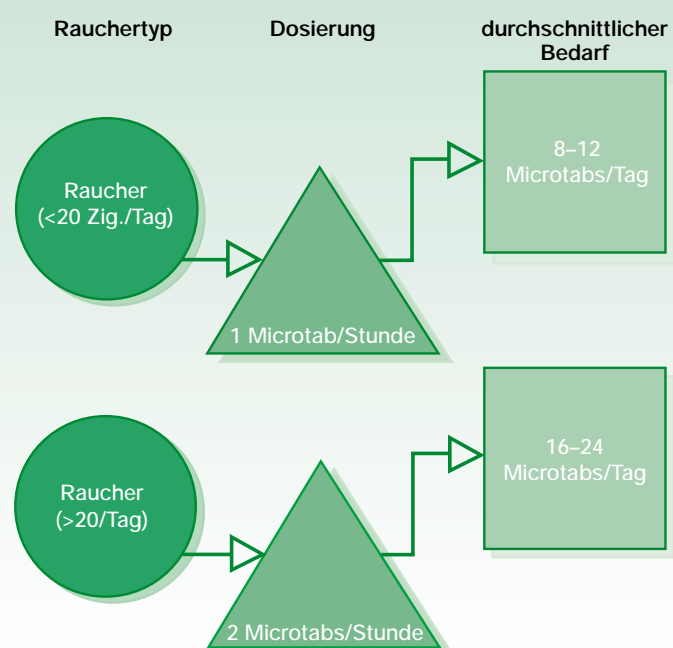 Rauchertyp
Dosierung
durchschnittlicher
Bedarf
Raucher
(<20 Zig./Tag)
1 Microtab/Stunde
8–12
Microtabs/Tag
Raucher
(>20/Tag)
2 Microtabs/Stunde
16–24
Microtabs/Tag